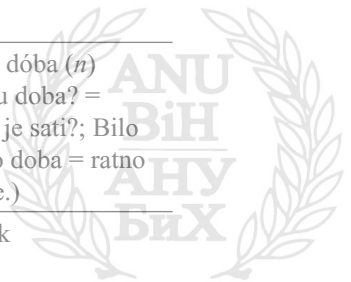 dóba (n)
u doba? =
je sati?; Bilo
o doba = ratno
e.)
k
ANU
BiH
АНУ
БиХ